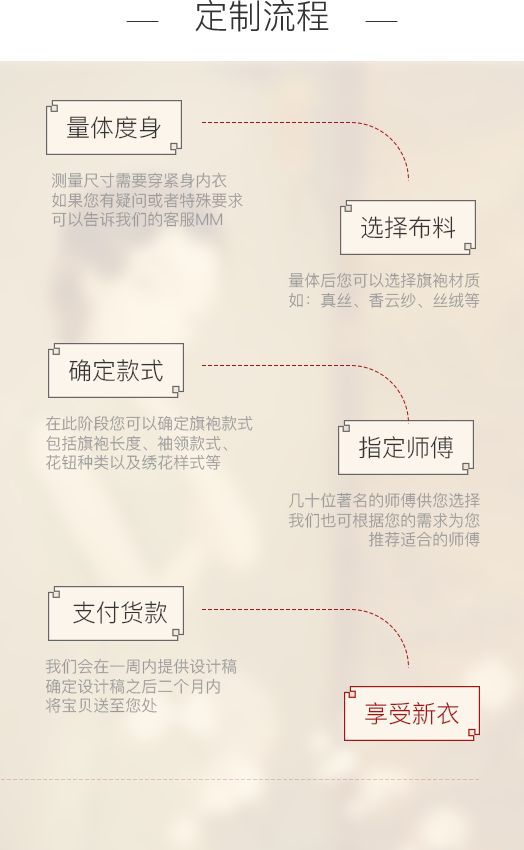 定制流程
量体度身
测量尺寸需要穿紧身内衣
如果您有疑问或者特殊要求
可以告诉我们的客服MM
选择布料
量体后您可以选择旗袍材质
如：真丝、香云纱、丝绒等
确定款式
在此阶段您可以确定旗袍款式
包括旗袍长度、袖领款式、
花钮种类以及绣花样式等
指定师傅
几十位著名的师傅供您选择
我们也可根据您的需求为您
推荐适合的师傅
支付货款
我们会在一周内提供设计稿
确定设计稿之后二个月内
将宝贝送至您处
享受新衣